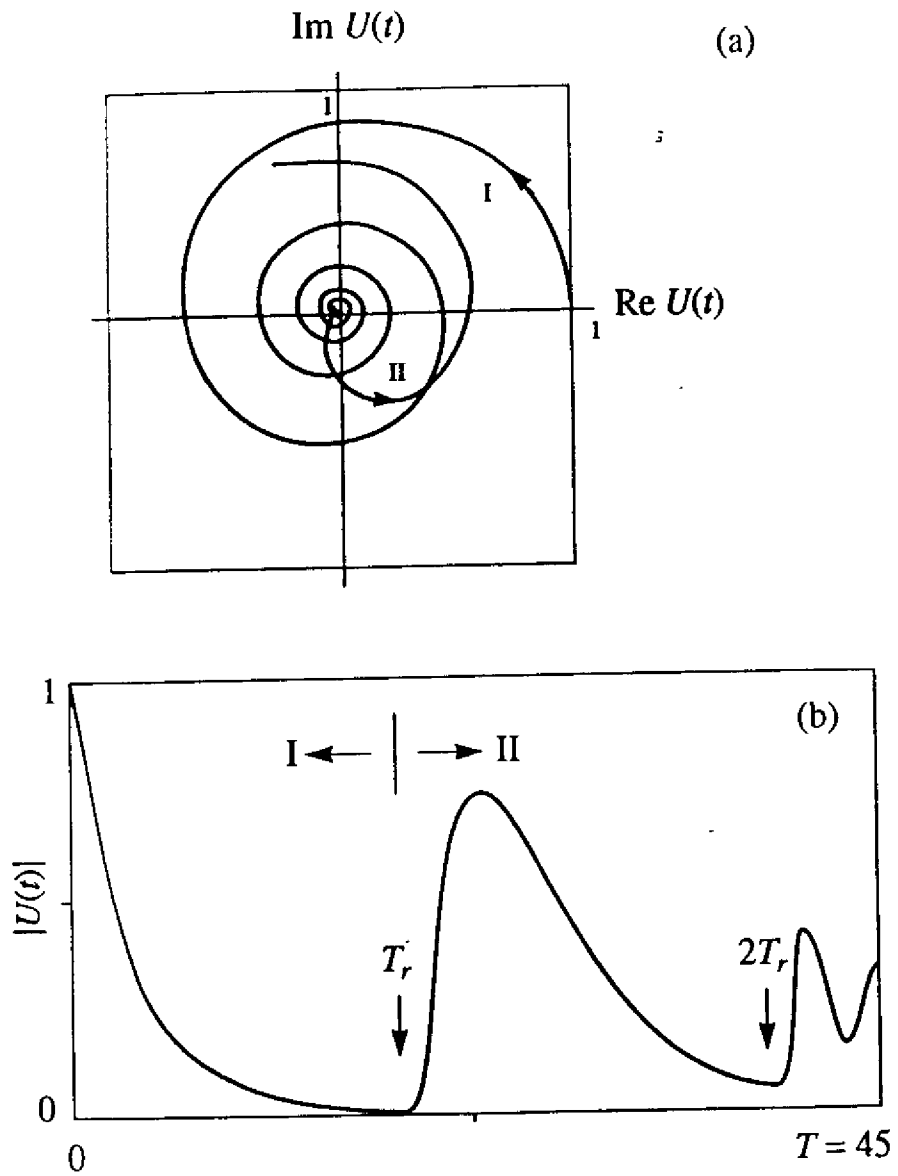 Im U(t)
(a)
1
I
Re U(t)
1
II
1
(b)
I
II
|U(t)|
T_r
2T_r
0
0
T = 45